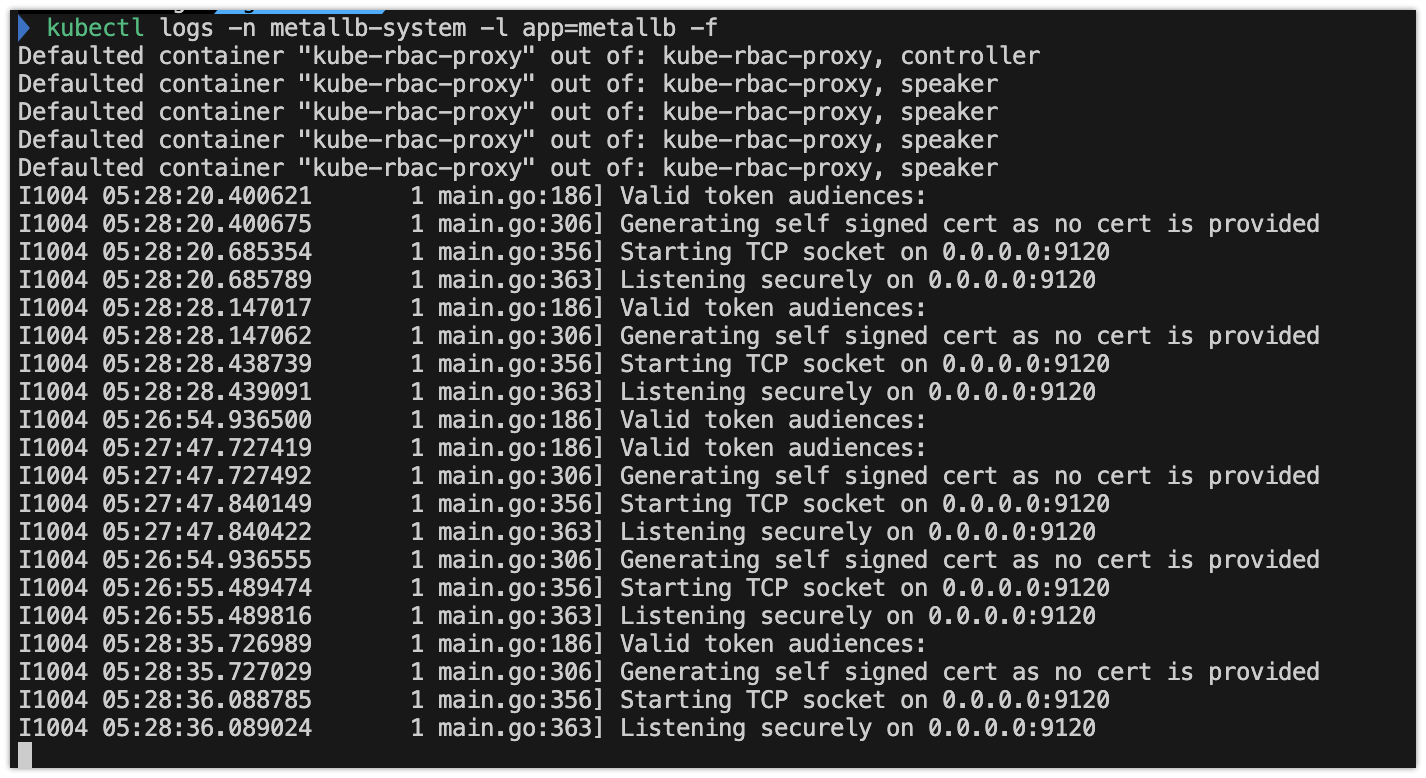 kubectl logs -n metallb-system -l app=metallb -f
Defaulted container "kube-rbac-proxy" out of: kube-rbac-proxy, controller
Defaulted container "kube-rbac-proxy" out of: kube-rbac-proxy, speaker
Defaulted container "kube-rbac-proxy" out of: kube-rbac-proxy, speaker
Defaulted container "kube-rbac-proxy" out of: kube-rbac-proxy, speaker
Defaulted container "kube-rbac-proxy" out of: kube-rbac-proxy, speaker
I1004 05:28:20.400621       1 main.go:186] Valid token audiences:
I1004 05:28:20.400675       1 main.go:306] Generating self signed cert as no cert is provided
I1004 05:28:20.685354       1 main.go:356] Starting TCP socket on 0.0.0.0:9120
I1004 05:28:20.685789       1 main.go:363] Listening securely on 0.0.0.0:9120
I1004 05:28:28.147017       1 main.go:186] Valid token audiences:
I1004 05:28:28.147062       1 main.go:306] Generating self signed cert as no cert is provided
I1004 05:28:28.438739       1 main.go:356] Starting TCP socket on 0.0.0.0:9120
I1004 05:28:28.439091       1 main.go:363] Listening securely on 0.0.0.0:9120
I1004 05:26:54.936500       1 main.go:186] Valid token audiences:
I1004 05:27:47.727419       1 main.go:186] Valid token audiences:
I1004 05:27:47.727492       1 main.go:306] Generating self signed cert as no cert is provided
I1004 05:27:47.840149       1 main.go:356] Starting TCP socket on 0.0.0.0:9120
I1004 05:27:47.840422       1 main.go:363] Listening securely on 0.0.0.0:9120
I1004 05:26:54.936555       1 main.go:306] Generating self signed cert as no cert is provided
I1004 05:26:55.489474       1 main.go:356] Starting TCP socket on 0.0.0.0:9120
I1004 05:26:55.489816       1 main.go:363] Listening securely on 0.0.0.0:9120
I1004 05:28:35.726989       1 main.go:186] Valid token audiences:
I1004 05:28:35.727029       1 main.go:306] Generating self signed cert as no cert is provided
I1004 05:28:36.088785       1 main.go:356] Starting TCP socket on 0.0.0.0:9120
I1004 05:28:36.089024       1 main.go:363] Listening securely on 0.0.0.0:9120